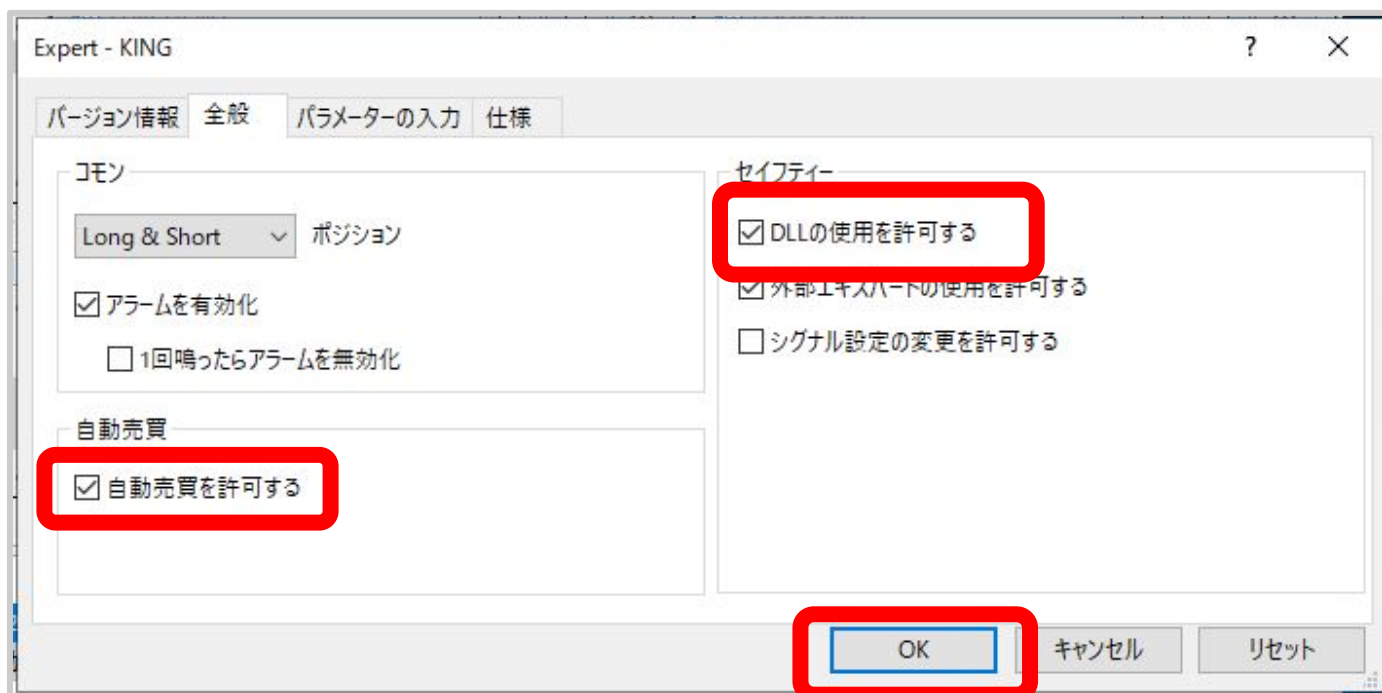 Expert - KING
バージョン情報 全般 パラメーターの入力 仕様
コモン
Long & Short ポジション
アラームを有効化
1回鳴ったらアラームを無効化
自動売買
自動売買を許可する
セイフティー
DLLの使用を許可する
外部エキスパートの使用を許可する
シグナル設定の変更を許可する
OK キャンセル リセット